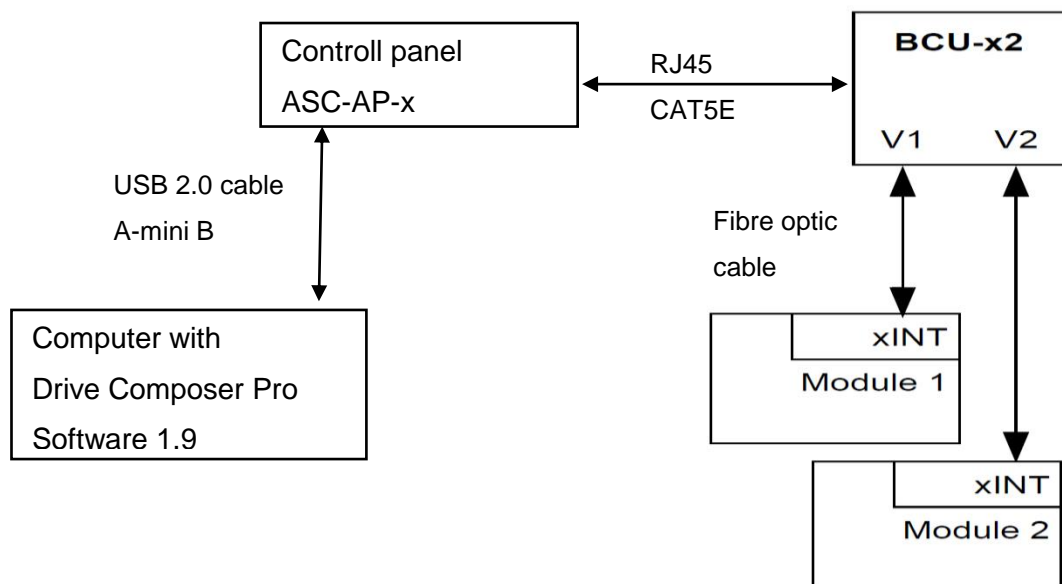 Controll panel
ASC-AP-x
RJ45
CAT5E
BCU-x2
V1 V2
USB 2.0 cable
A-mini B
Fibre optic
cable
Computer with
Drive Composer Pro
Software 1.9
xINT
Module 1
xINT
Module 2